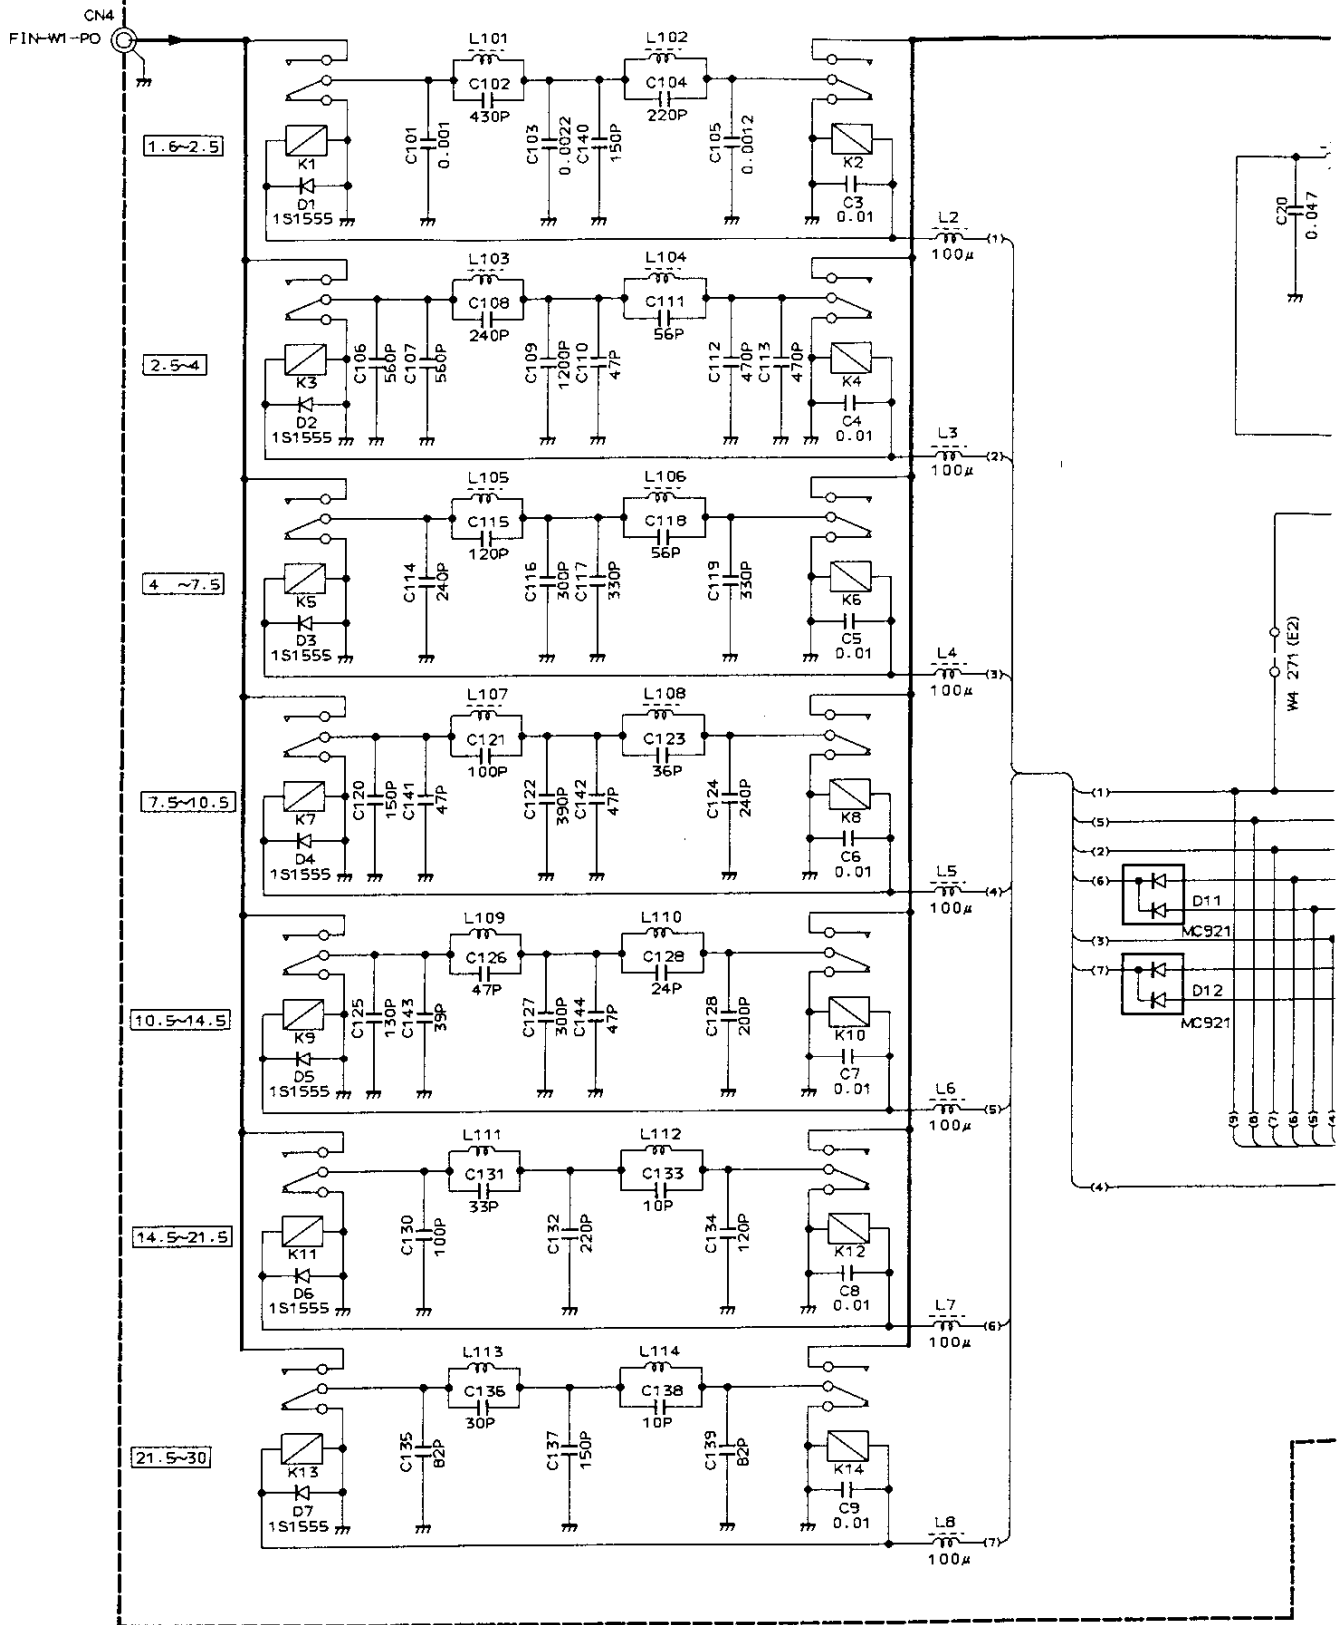 CN4
FIN-W1-PO
1.6~2.5
K1
D1
1S1555
C101
0.001
L101
C102
430P
C103
0.0022
C140
150P
L102
C104
220P
C105
0.0012
K2
C3
0.01
L2
100μ
(1)
C20
0.047
2.5~4
K3
D2
1S1555
C106
560P
C107
560P
L103
C108
240P
C109
1200P
C110
47P
L104
C111
56P
C112
470P
C113
470P
K4
C4
0.01
L3
100μ
(2)
4 ~7.5
K5
D3
1S1555
C114
240P
L105
C115
120P
C116
300P
C117
330P
L106
C118
56P
C119
330P
K6
C5
0.01
L4
100μ
(3)
W4 271 (E2)
7.5~10.5
K7
D4
1S1555
C120
150P
C141
47P
L107
C121
100P
C122
390P
C142
47P
L108
C123
36P
C124
240P
K8
C6
0.01
L5
100μ
(4)
(1)
(5)
(2)
(6)
D11
MC921
(3)
(7)
D12
MC921
(9)
(8)
(7)
(6)
(5)
(4)
(4)
10.5~14.5
K9
D5
1S1555
C125
130P
C143
39P
L109
C126
47P
C127
300P
C144
47P
L110
C128
24P
C128
200P
K10
C7
0.01
L6
100μ
(5)
14.5~21.5
K11
D6
1S1555
C130
100P
L111
C131
33P
C132
220P
L112
C133
10P
C134
120P
K12
C8
0.01
L7
100μ
(6)
21.5~30
K13
D7
1S1555
C135
82P
L113
C136
30P
C137
150P
L114
C138
10P
C139
82P
K14
C9
0.01
L8
100μ
(7)